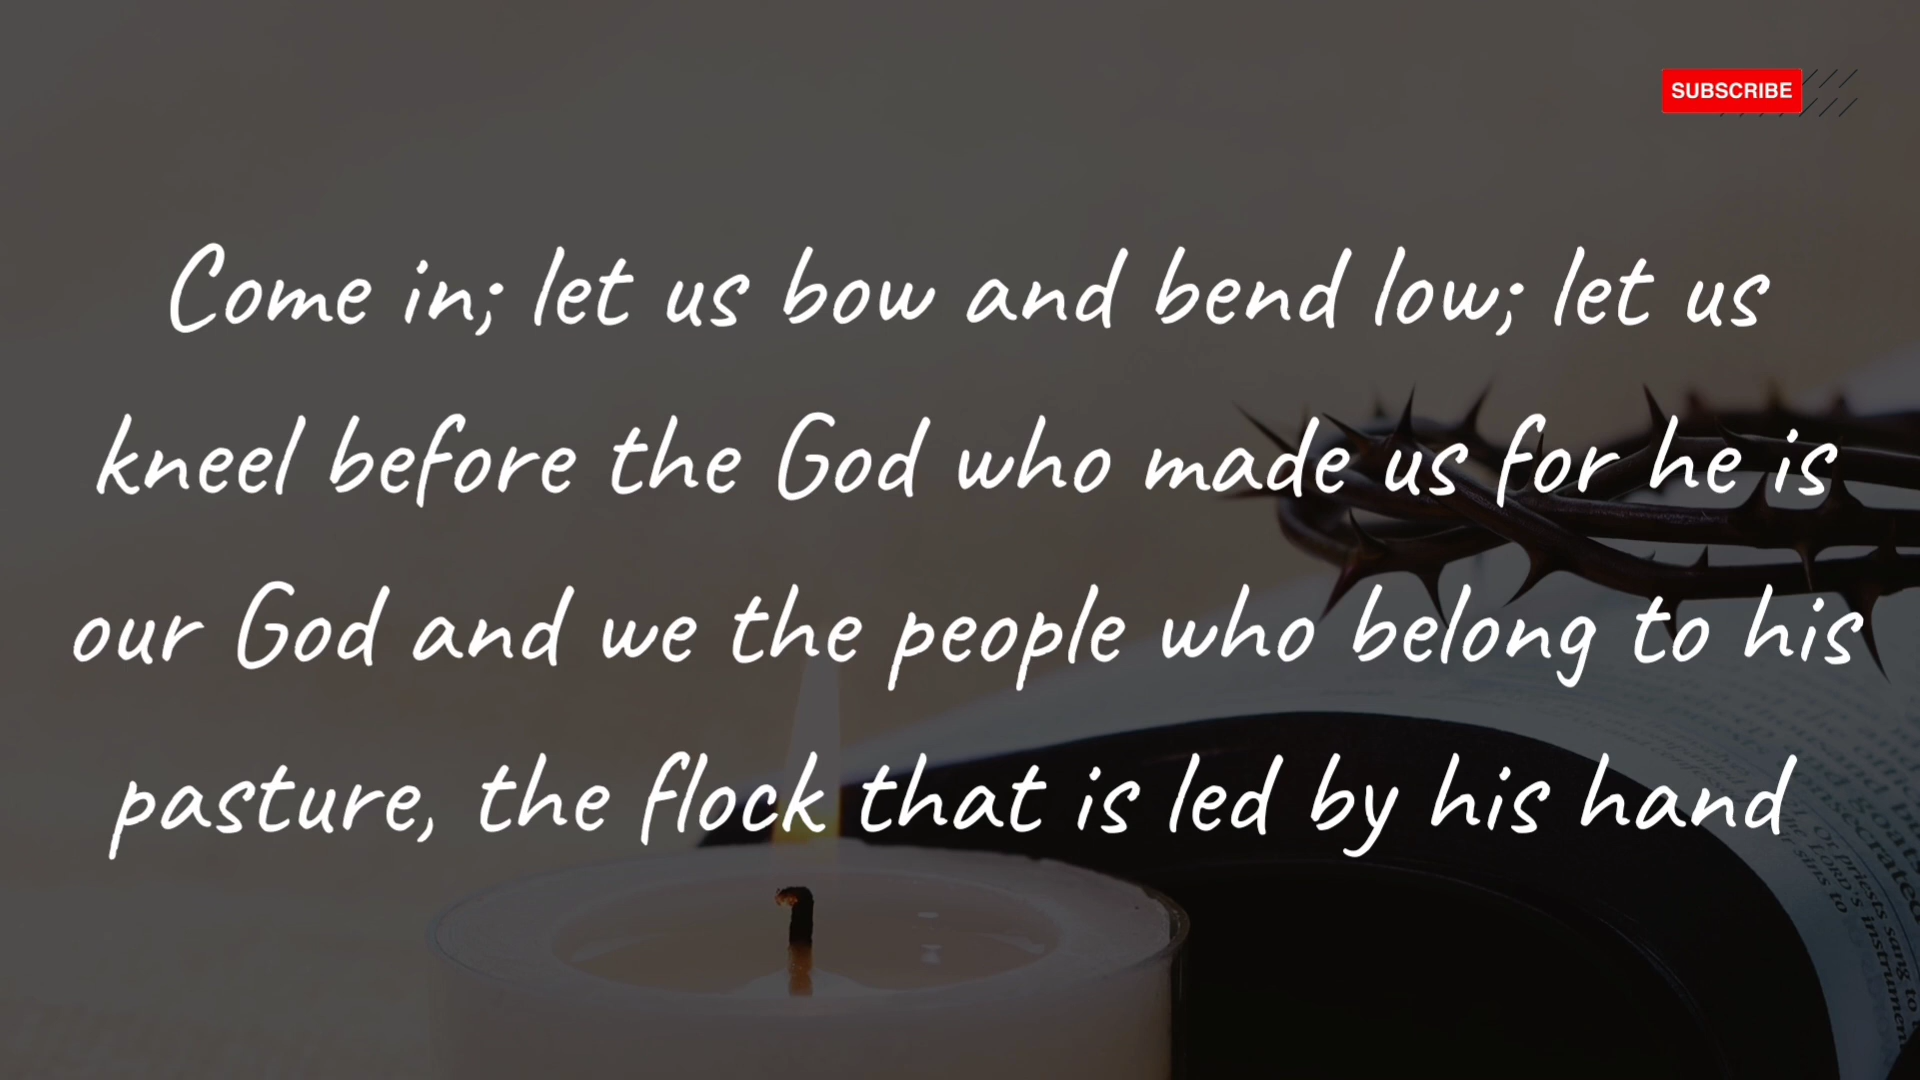 SUBSCRIBE
Come in; let us bow and bend low; let us
kneel before the God who made us for he is
our God and we the people who belong to his
pasture, the flock that is led by his hand